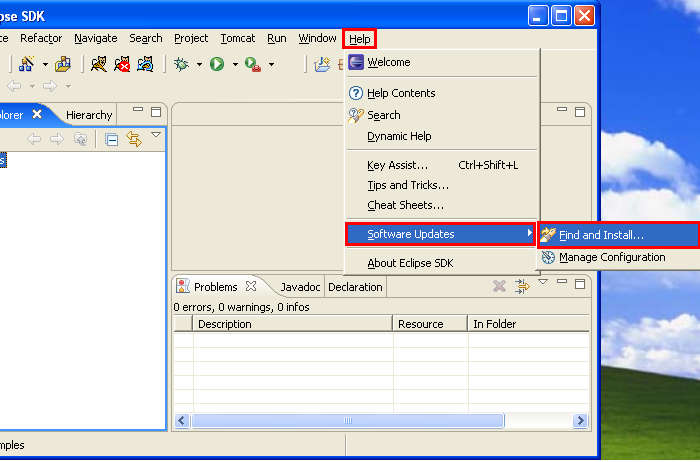 pse SDK
ce Refactor Navigate Search Project Tomcat Run Window Help
Welcome
Help Contents
Search
Dynamic Help
Key Assist... Ctrl+Shift+L
Tips and Tricks...
Cheat Sheets...
Software Updates
Find and Install...
Manage Configuration
About Eclipse SDK
lorer Hierarchy
s
Problems Javadoc Declaration
0 errors, 0 warnings, 0 infos
Description Resource In Folder
mples